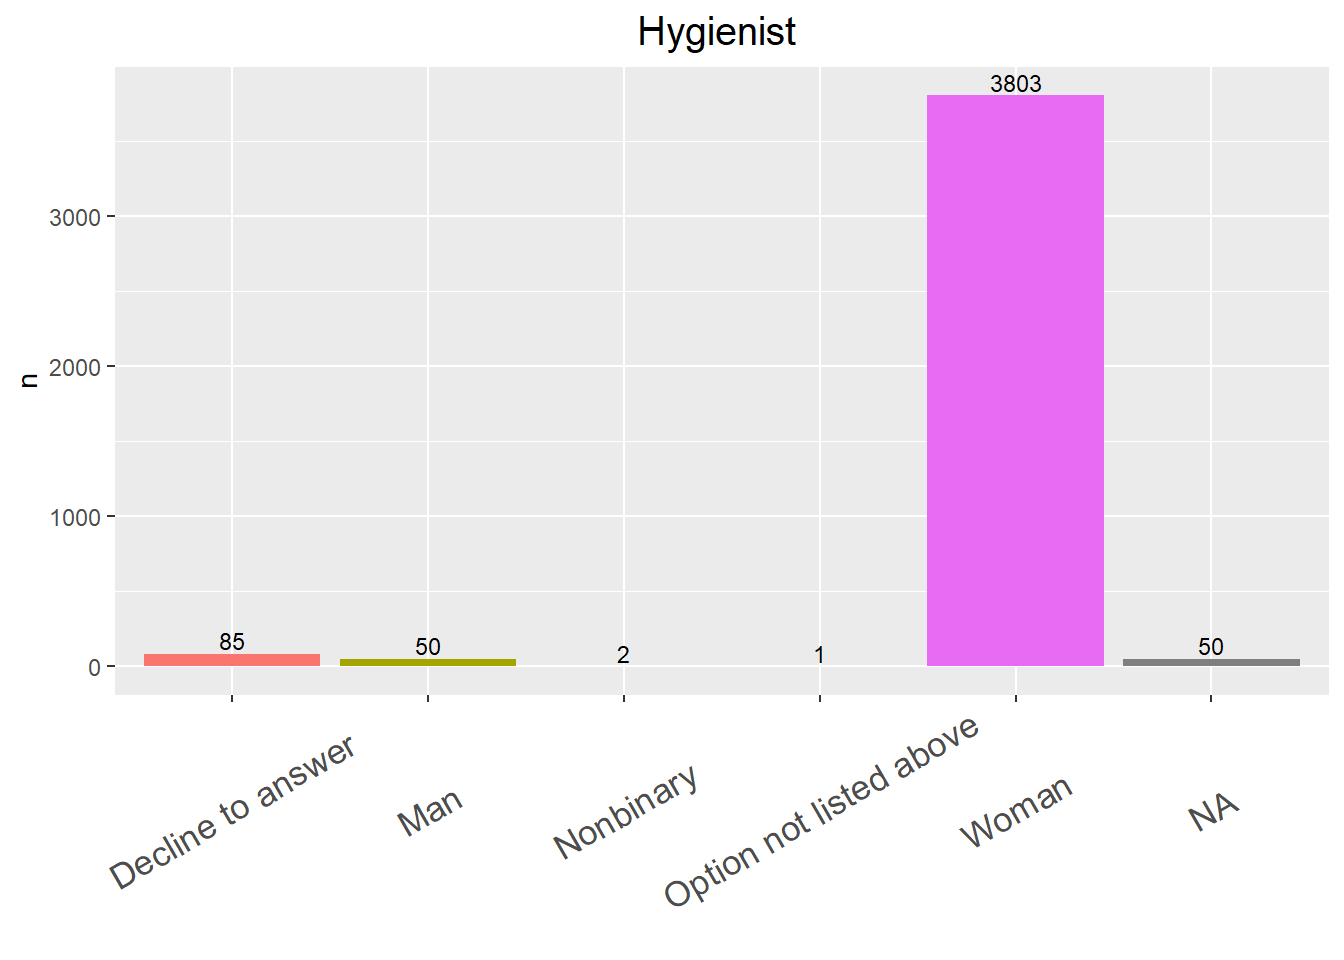 Hygienist
n
3000
2000
1000
0
85
50
2
1
3803
50
Decline to answer
Man
Nonbinary
Option not listed above
Woman
NA